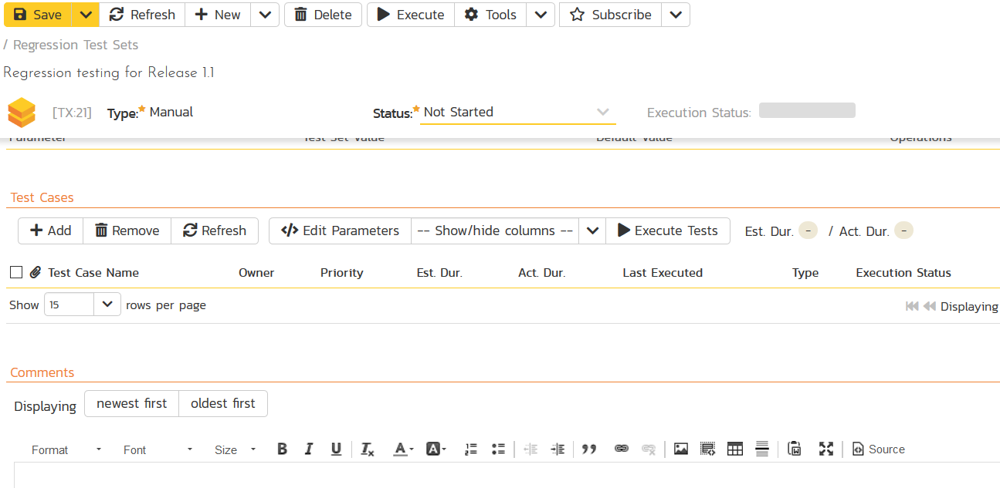 Save Refresh New Delete Execute Tools Subscribe
/ Regression Test Sets
Regression testing for Release 1.1
[TX:21] Type:* Manual Status:* Not Started Execution Status:
Parameter Test Set Value Default Value Operations
Test Cases
Add Remove Refresh </> Edit Parameters -- Show/hide columns -- Execute Tests Est. Dur. - / Act. Dur. -
Test Case Name Owner Priority Est. Dur. Act. Dur. Last Executed Type Execution Status
Show 15 rows per page Displaying
Comments
Displaying newest first oldest first
Format Font Size B I U Tx A A Source